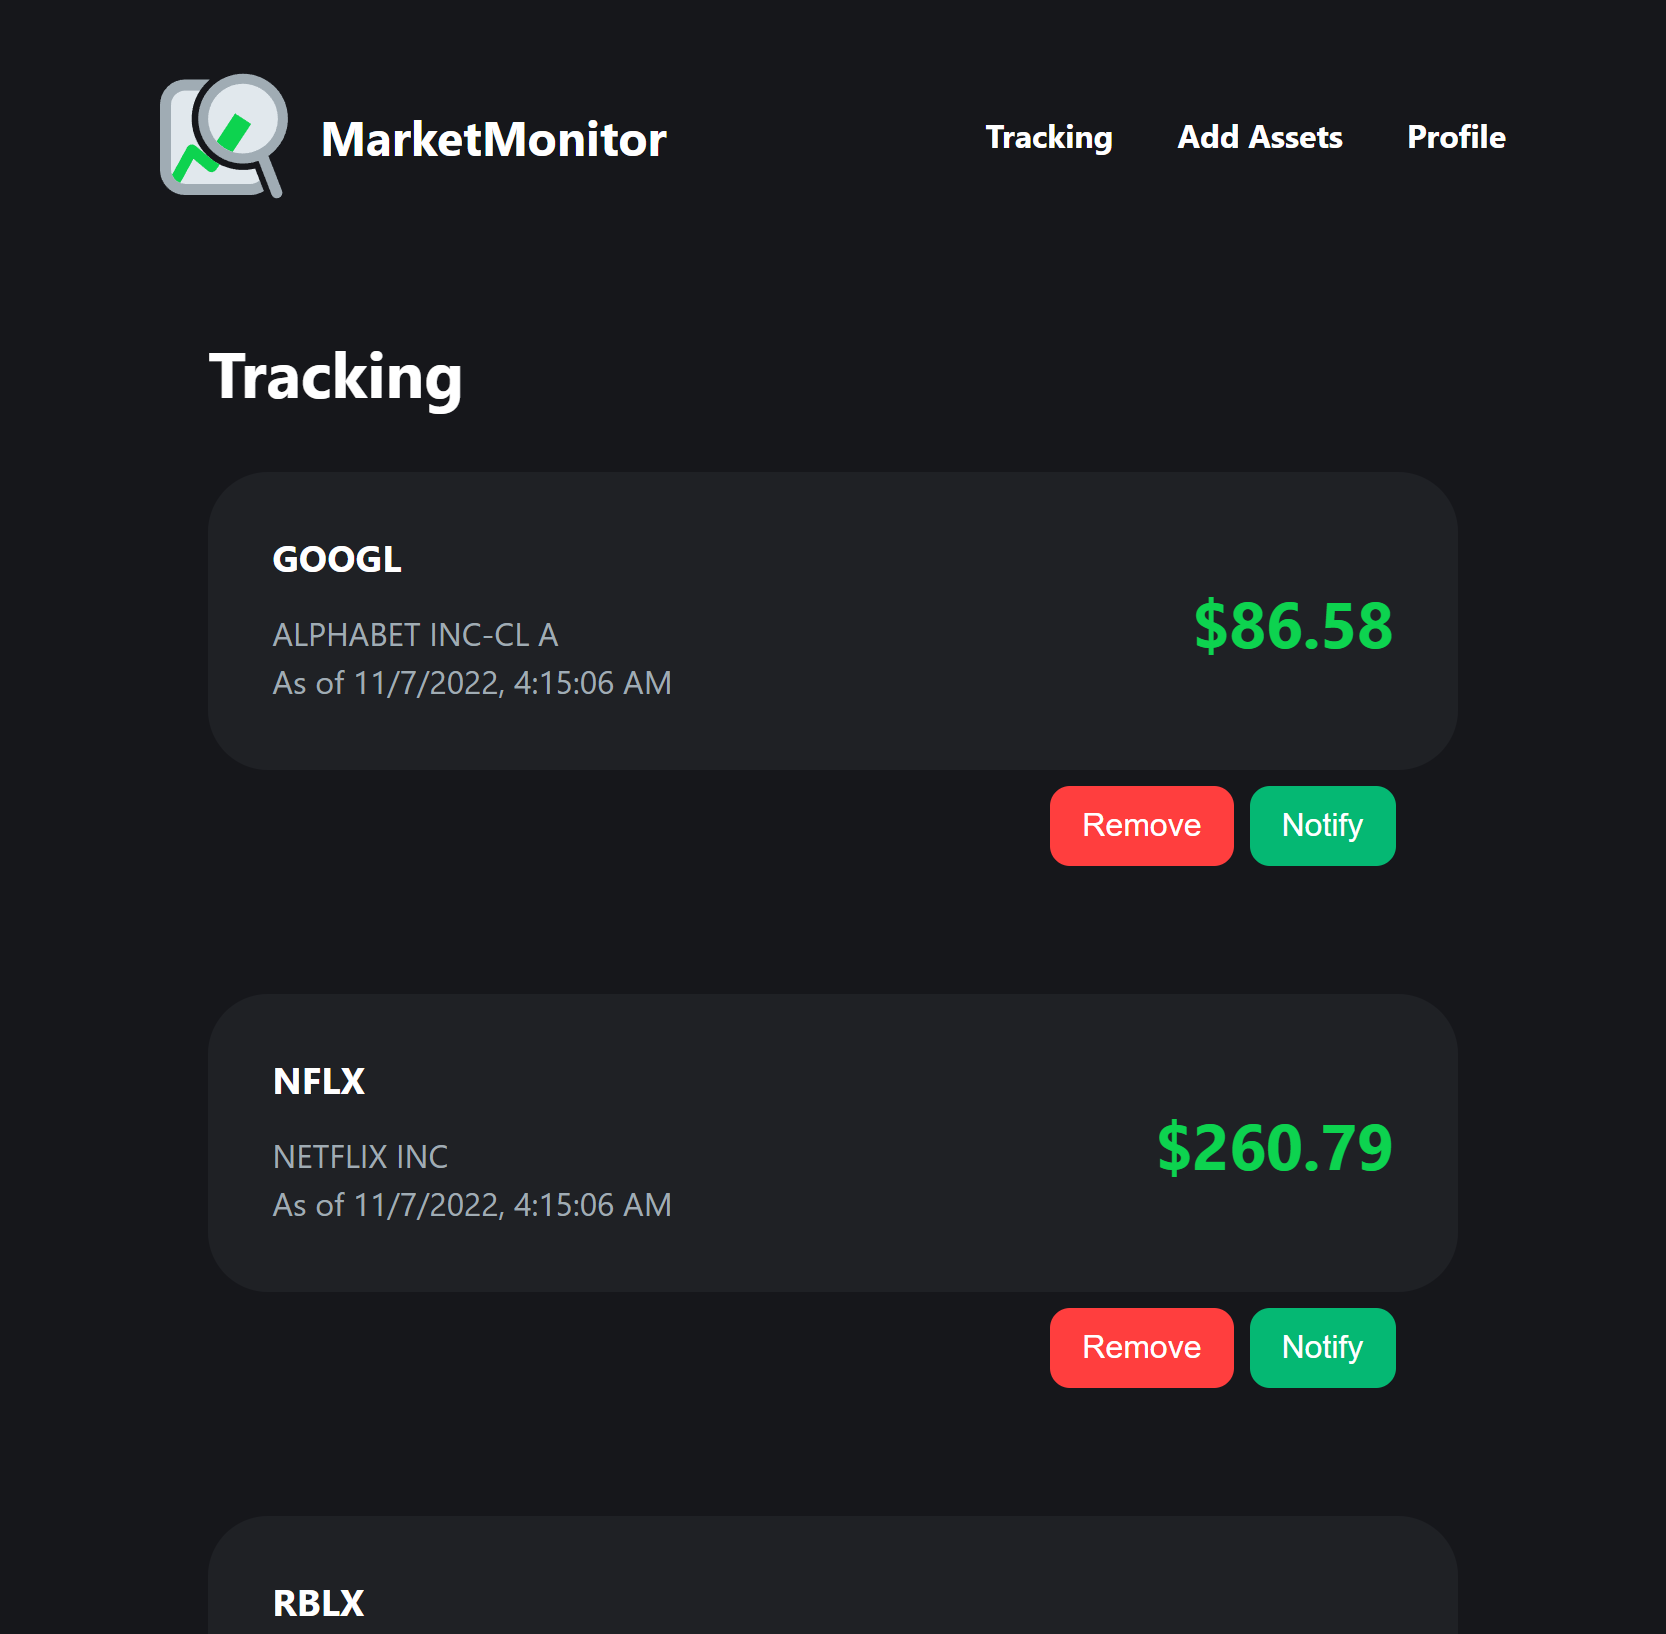 MarketMonitor
Tracking Add Assets Profile
Tracking
GOOGL
ALPHABET INC-CL A
As of 11/7/2022, 4:15:06 AM
$86.58
Remove Notify
NFLX
NETFLIX INC
As of 11/7/2022, 4:15:06 AM
$260.79
Remove Notify
RBLX